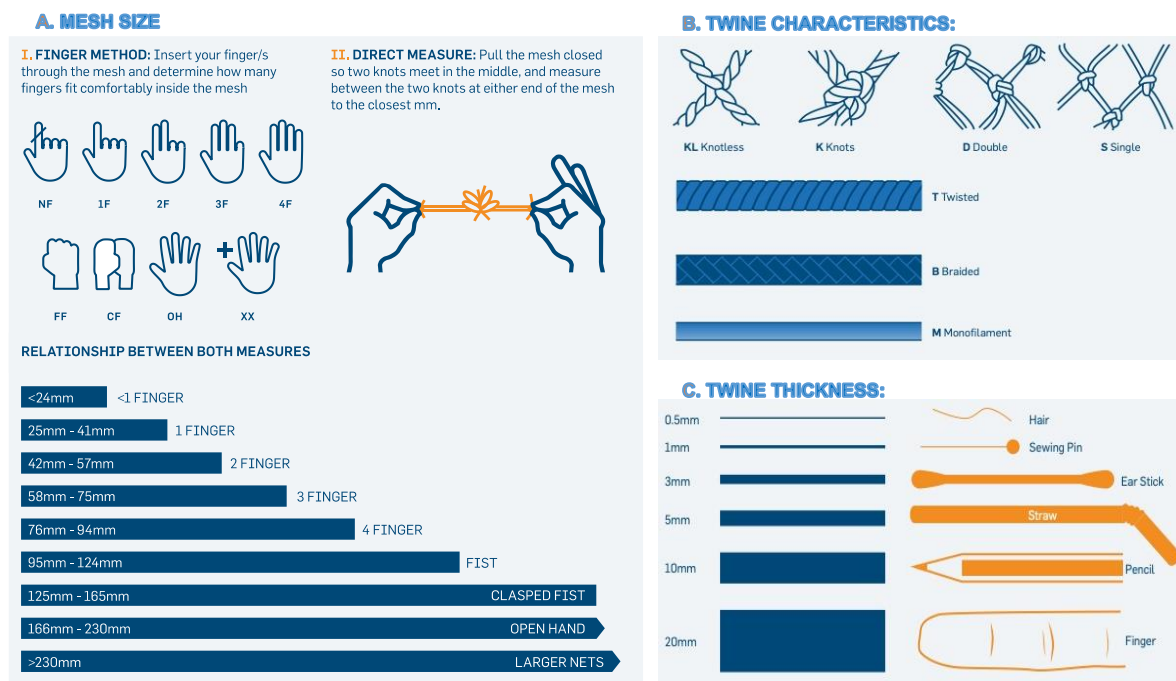 A. MESH SIZE
I. FINGER METHOD: Insert your finger/s
through the mesh and determine how many
fingers fit comfortably inside the mesh
II. DIRECT MEASURE: Pull the mesh closed
so two knots meet in the middle, and measure
between the two knots at either end of the mesh
to the closest mm.
NF
1F
2F
3F
4F
FF
CF
OH
XX
RELATIONSHIP BETWEEN BOTH MEASURES
<24mm <1 FINGER
25mm - 41mm 1 FINGER
42mm - 57mm 2 FINGER
58mm - 75mm 3 FINGER
76mm - 94mm 4 FINGER
95mm - 124mm FIST
125mm - 165mm CLASPED FIST
166mm - 230mm OPEN HAND
>230mm LARGER NETS
B. TWINE CHARACTERISTICS:
KL Knotless
K Knots
D Double
S Single
T Twisted
B Braided
M Monofilament
C. TWINE THICKNESS:
0.5mm Hair
1mm Sewing Pin
3mm Ear Stick
5mm Straw
10mm Pencil
20mm Finger